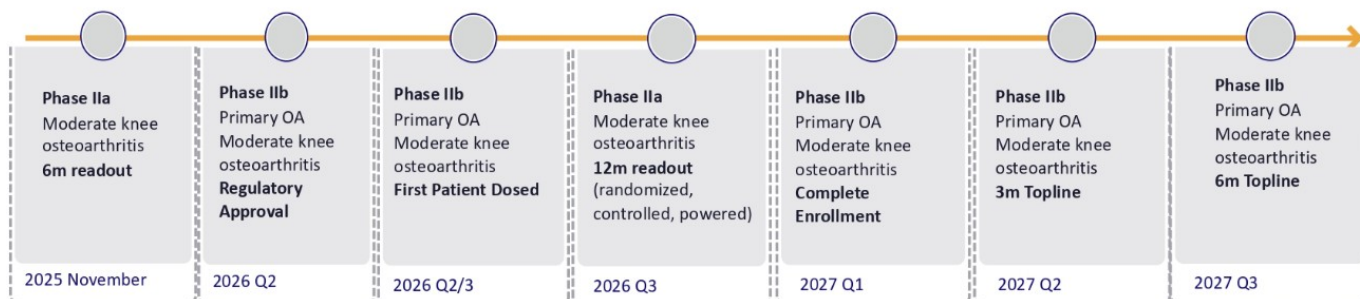 Phase IIa
Moderate knee
osteoarthritis
6m readout
2025 November
Phase IIb
Primary OA
Moderate knee
osteoarthritis
Regulatory
Approval
2026 Q2
Phase IIb
Primary OA
Moderate knee
osteoarthritis
First Patient Dosed
2026 Q2/3
Phase IIa
Moderate knee
osteoarthritis
12m readout
(randomized,
controlled, powered)
2026 Q3
Phase IIb
Primary OA
Moderate knee
osteoarthritis
Complete
Enrollment
2027 Q1
Phase IIb
Primary OA
Moderate knee
osteoarthritis
3m Topline
2027 Q2
Phase IIb
Primary OA
Moderate knee
osteoarthritis
6m Topline
2027 Q3